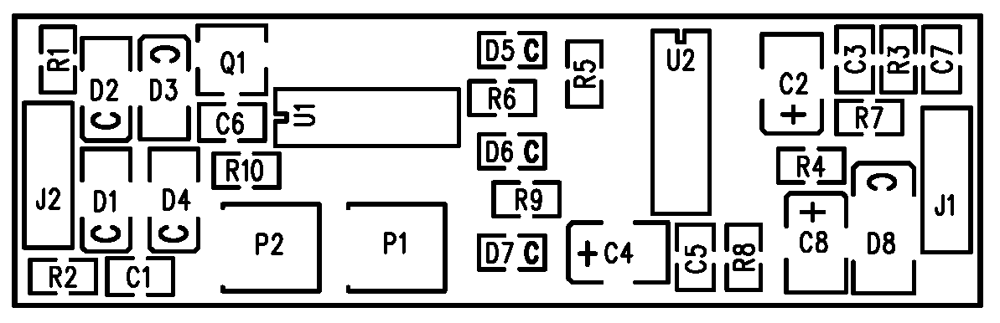 R1
D2
C
C
D3
Q1
C6
U1
D5 C
R6
R5
U2
C2
+
C3
R3
C7
R7
J2
D1
C
D4
C
R10
D6 C
R9
R4
C
D8
J1
R2
C1
P2
P1
D7 C
+ C4
C5
R8
+
C8